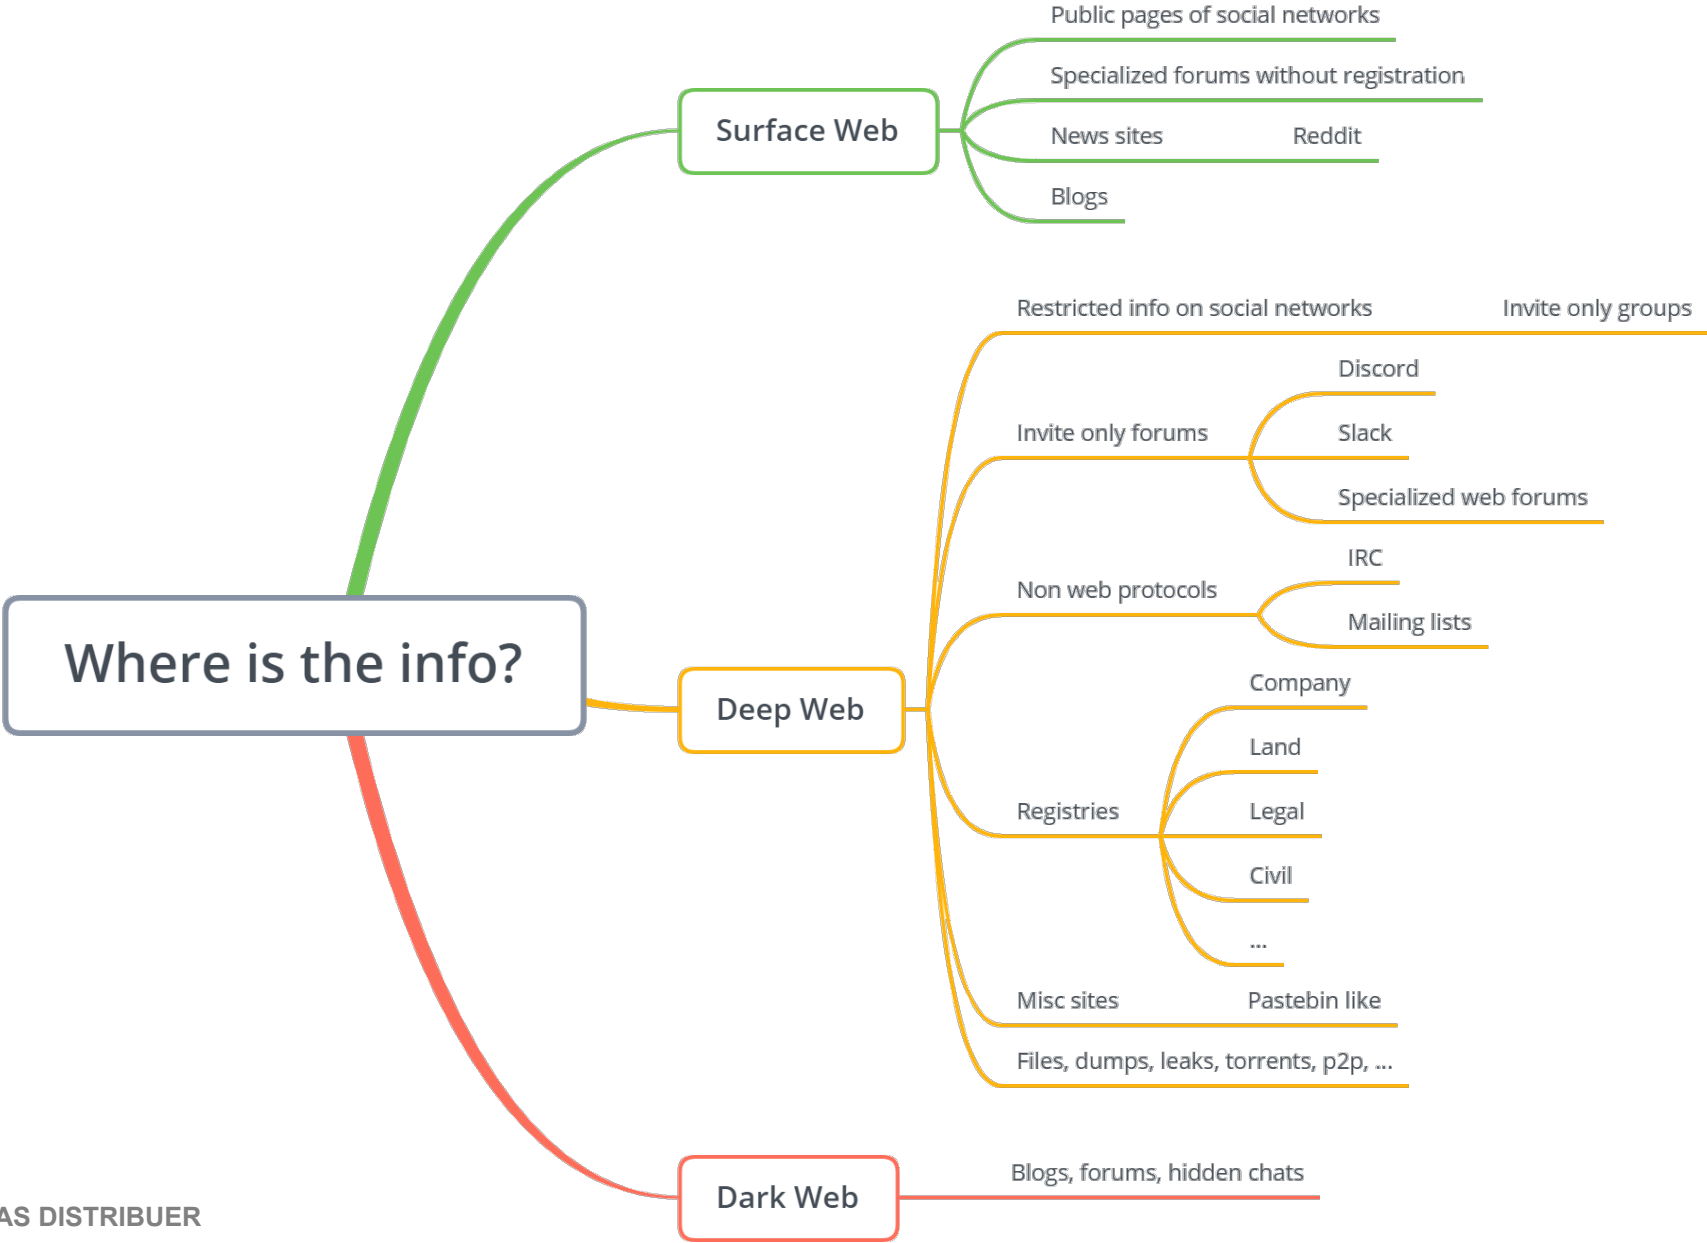 Public pages of social networks
Specialized forums without registration
Surface Web
News sites Reddit
Blogs
Restricted info on social networks Invite only groups
Discord
Invite only forums Slack
Specialized web forums
IRC
Non web protocols
Mailing lists
Where is the info?
Company
Deep Web
Land
Registries Legal
Civil
...
Misc sites Pastebin like
Files, dumps, leaks, torrents, p2p, ...
Blogs, forums, hidden chats
Dark Web
AS DISTRIBUER